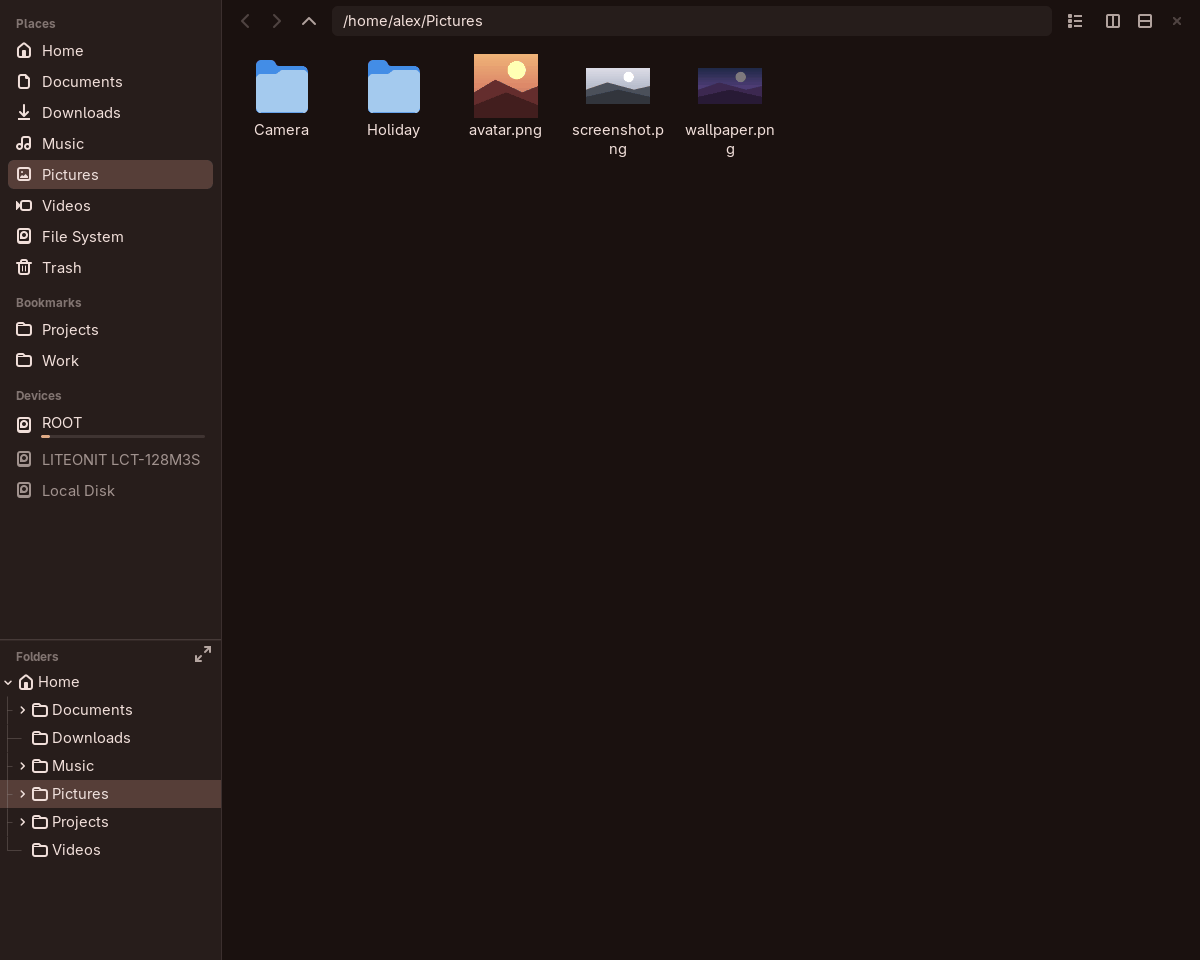 Places
Home
Documents
Downloads
Music
Pictures
Videos
File System
Trash
Bookmarks
Projects
Work
Devices
ROOT
LITEONIT LCT-128M3S
Local Disk
Folders
Home
Documents
Downloads
Music
Pictures
Projects
Videos
/home/alex/Pictures
Camera
Holiday
avatar.png
screenshot.p
ng
wallpaper.pn
g